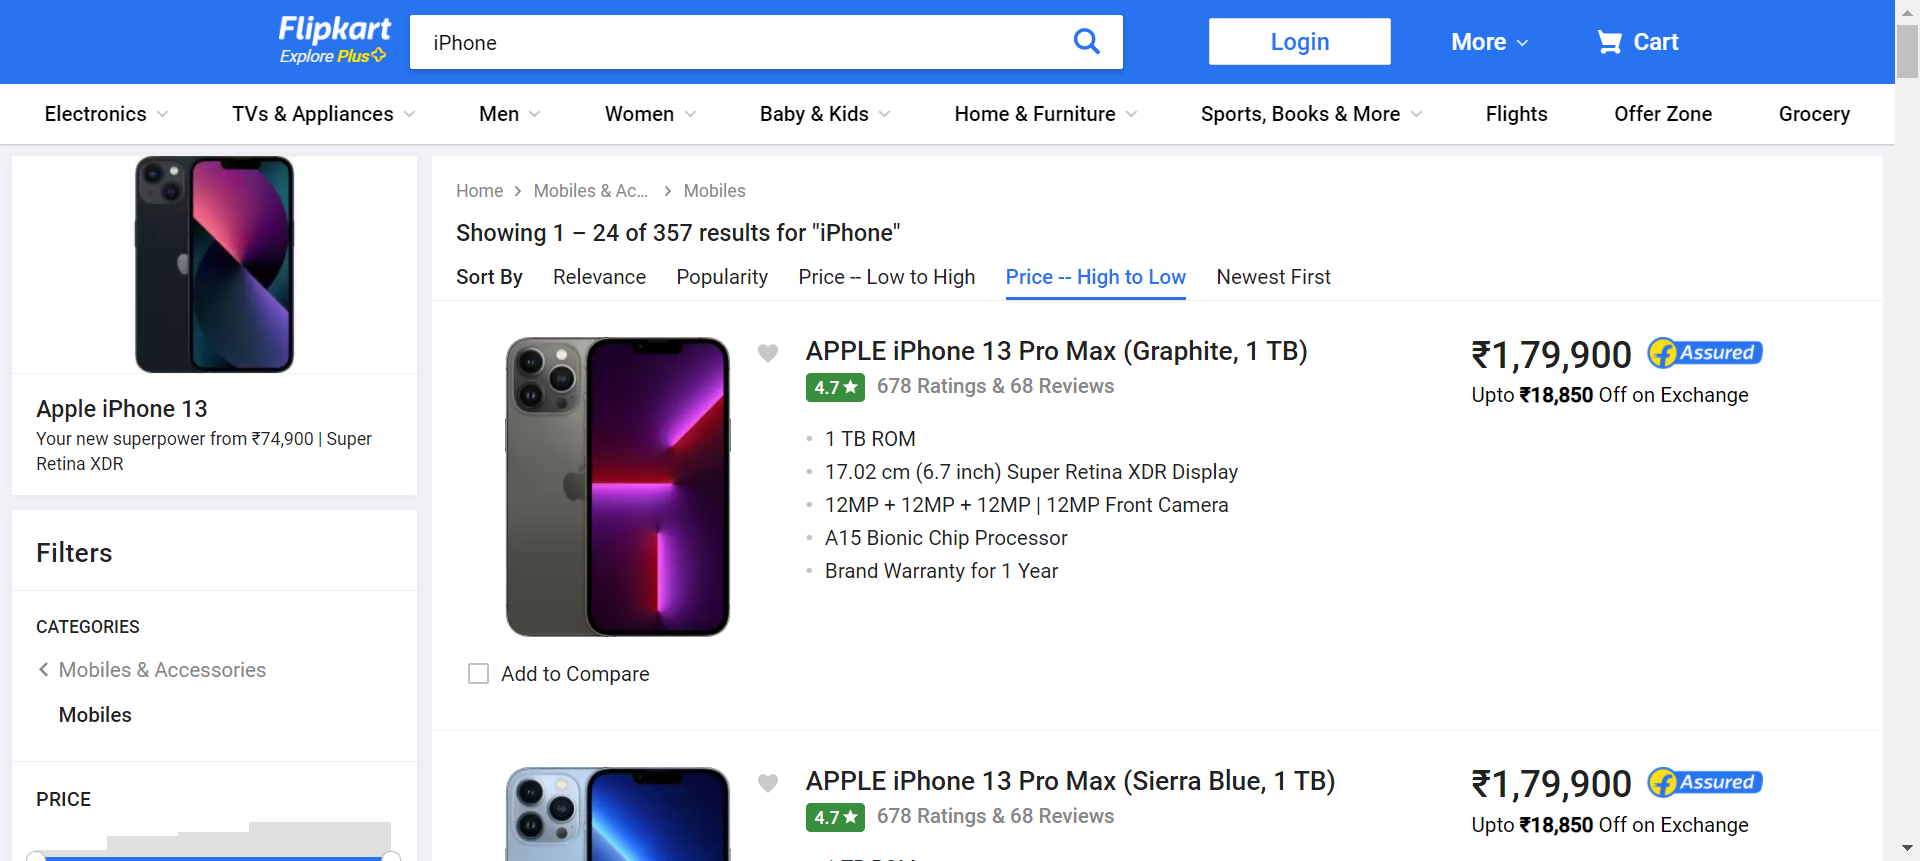 Flipkart
Explore Plus
iPhone
Login
More
Cart
Electronics
TVs & Appliances
Men
Women
Baby & Kids
Home & Furniture
Sports, Books & More
Flights
Offer Zone
Grocery
Apple iPhone 13
Your new superpower from ₹74,900 | Super
Retina XDR
Filters
CATEGORIES
Mobiles & Accessories
Mobiles
PRICE
Home
Mobiles & Ac...
Mobiles
Showing 1 – 24 of 357 results for "iPhone"
Sort By
Relevance
Popularity
Price -- Low to High
Price -- High to Low
Newest First
APPLE iPhone 13 Pro Max (Graphite, 1 TB)
4.7★ 678 Ratings & 68 Reviews
1 TB ROM
17.02 cm (6.7 inch) Super Retina XDR Display
12MP + 12MP + 12MP | 12MP Front Camera
A15 Bionic Chip Processor
Brand Warranty for 1 Year
₹1,79,900
Assured
Upto ₹18,850 Off on Exchange
Add to Compare
APPLE iPhone 13 Pro Max (Sierra Blue, 1 TB)
4.7★ 678 Ratings & 68 Reviews
₹1,79,900
Assured
Upto ₹18,850 Off on Exchange